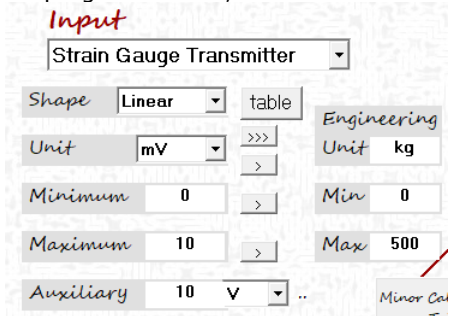 Input
Strain Gauge Transmitter
Shape Linear table
Engineering
Unit mV >>> Unit kg
>
Minimum 0 > Min 0
Maximum 10 > Max 500
Auxiliary 10 V ..
Minor Cal